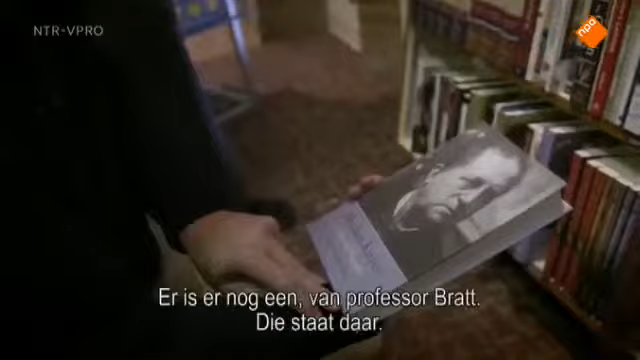 NTR-VPRO
npo
Er is er nog een, van professor Bratt.
Die staat daar.